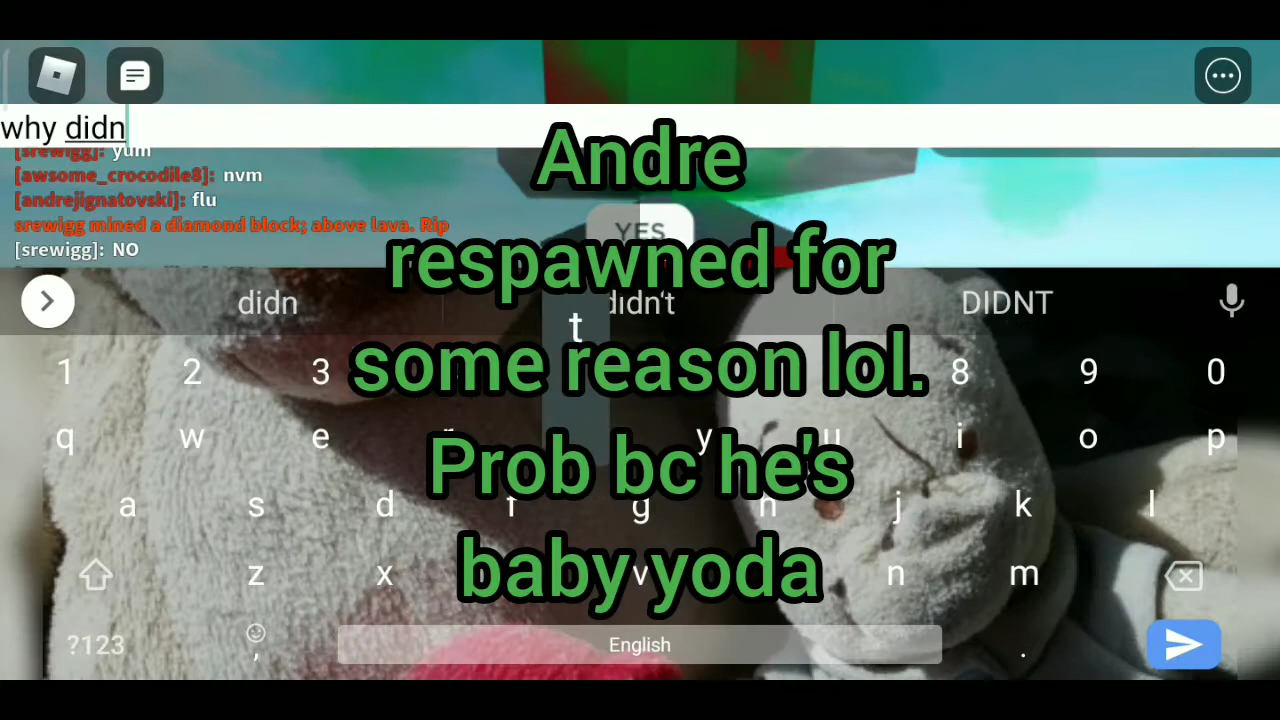 why didn
[srewigg]: yum
[awsome_crocodile8]: nvm
[andrejignatovski]: flu
srewigg mined a diamond block; above lava. Rip
[srewigg]: NO
YES
Andre
respawned for
some reason lol.
Prob bc he's
baby yoda
didn didn't DIDNT
t
1 2 3 8 9 0
q w e r y u i o p
a s d f g h j k l
z x v n m
?123 , English .